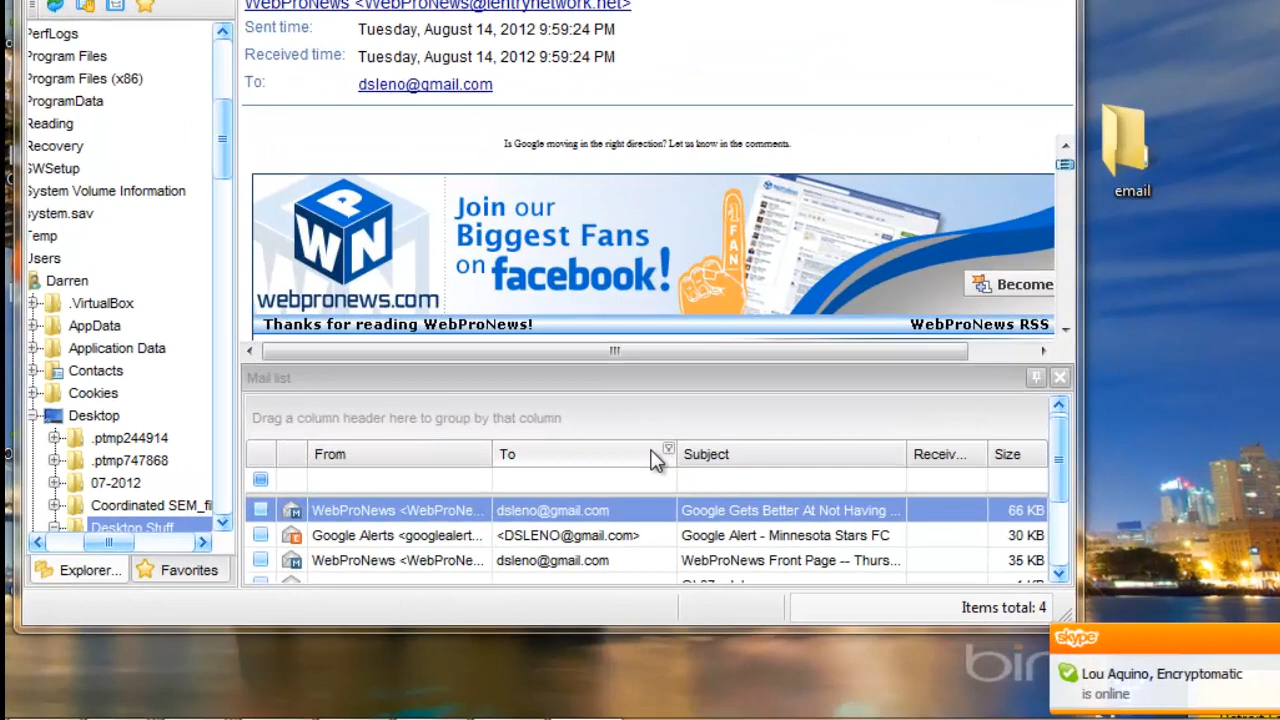 WebProNews <WebProNews@ientrynetwork.net>
Sent time: Tuesday, August 14, 2012 9:59:24 PM
Received time: Tuesday, August 14, 2012 9:59:24 PM
To: dsleno@gmail.com
PerfLogs
Program Files
Program Files (x86)
ProgramData
Reading
Recovery
SWSetup
System Volume Information
system.sav
Temp
Users
Darren
.VirtualBox
AppData
Application Data
Contacts
Cookies
Desktop
.ptmp244914
.ptmp747868
07-2012
Coordinated SEM_fi
Desktop Stuff
Explorer...
Favorites
Is Google moving in the right direction? Let us know in the comments.
WPN
webpronews.com
Join our
Biggest Fans
on facebook!
1 FAN
Become
Thanks for reading WebProNews!
WebProNews RSS
Mail list
Drag a column header here to group by that column
From To Subject Receiv... Size
WebProNews <WebProNe... dsleno@gmail.com Google Gets Better At Not Having ... 66 KB
Google Alerts <googlealert... <DSLENO@gmail.com> Google Alert - Minnesota Stars FC 30 KB
WebProNews <WebProNe... dsleno@gmail.com WebProNews Front Page -- Thurs... 35 KB
Items total: 4
email
bing
skype
Lou Aquino, Encryptomatic
is online